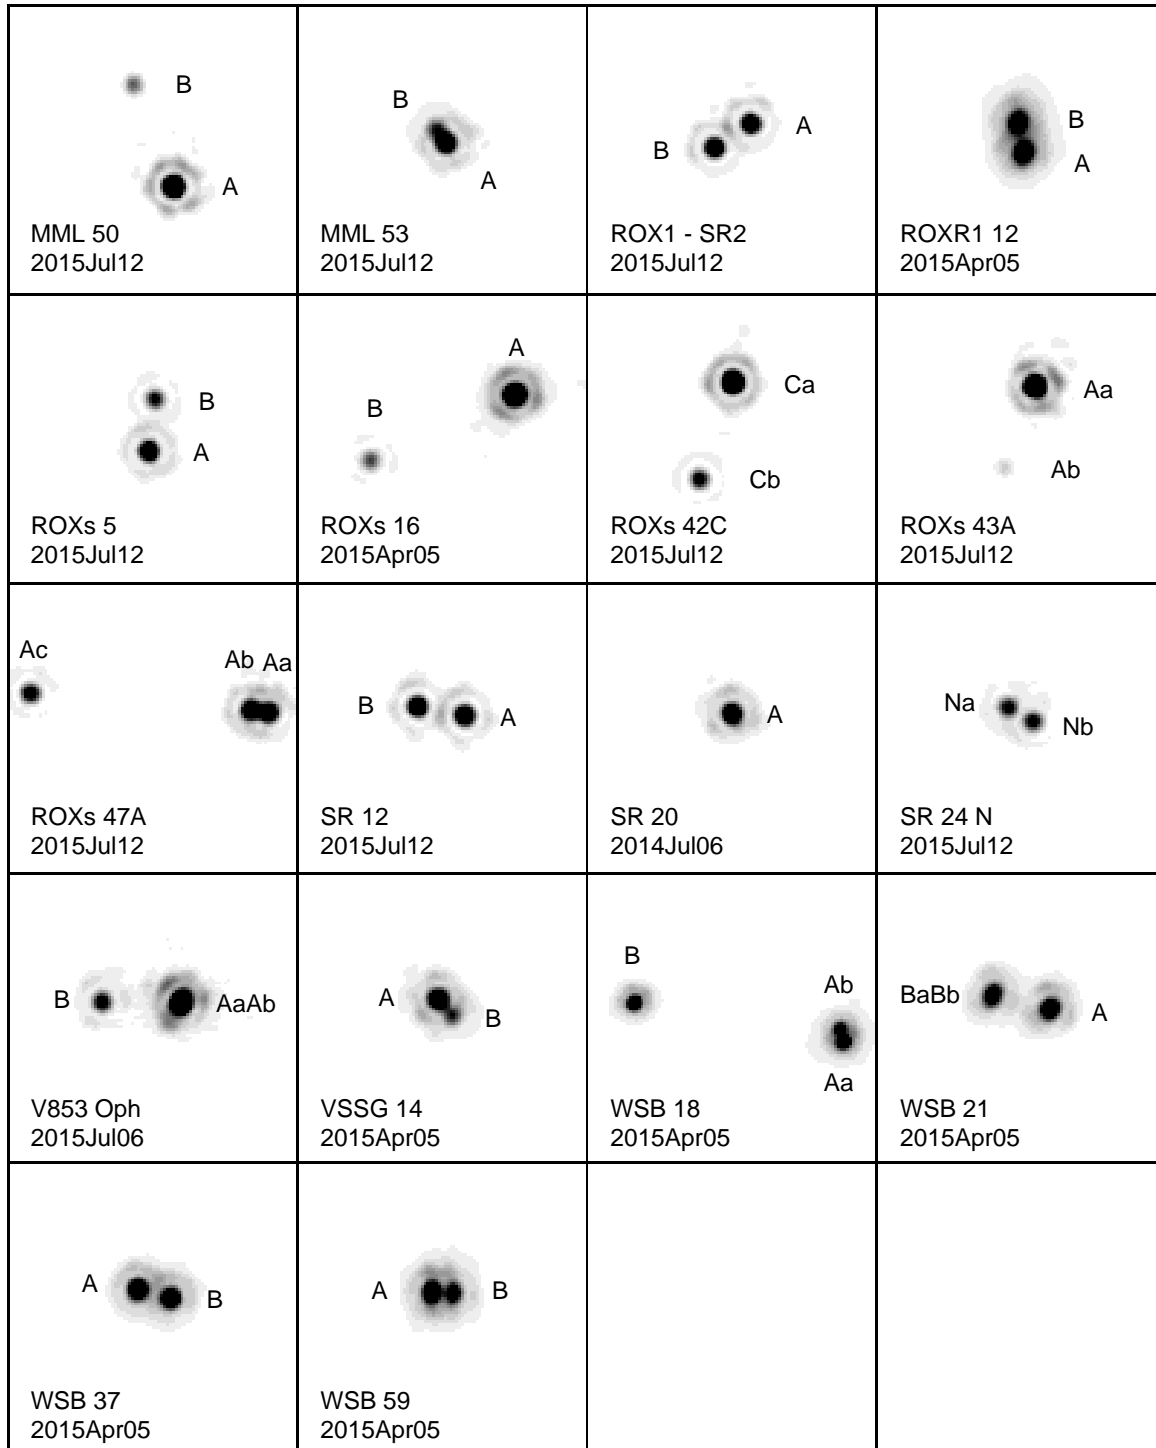 B
A
MML 50
2015Jul12
B
A
MML 53
2015Jul12
A
B
ROX1 - SR2
2015Jul12
B
A
ROXR1 12
2015Apr05
B
A
ROXs 5
2015Jul12
A
B
ROXs 16
2015Apr05
Ca
Cb
ROXs 42C
2015Jul12
Aa
Ab
ROXs 43A
2015Jul12
Ac
Ab Aa
ROXs 47A
2015Jul12
B
A
SR 12
2015Jul12
A
SR 20
2014Jul06
Na
Nb
SR 24 N
2015Jul12
B
AaAb
V853 Oph
2015Jul06
A
B
VSSG 14
2015Apr05
B
Ab
Aa
WSB 18
2015Apr05
BaBb
A
WSB 21
2015Apr05
A
B
WSB 37
2015Apr05
A
B
WSB 59
2015Apr05